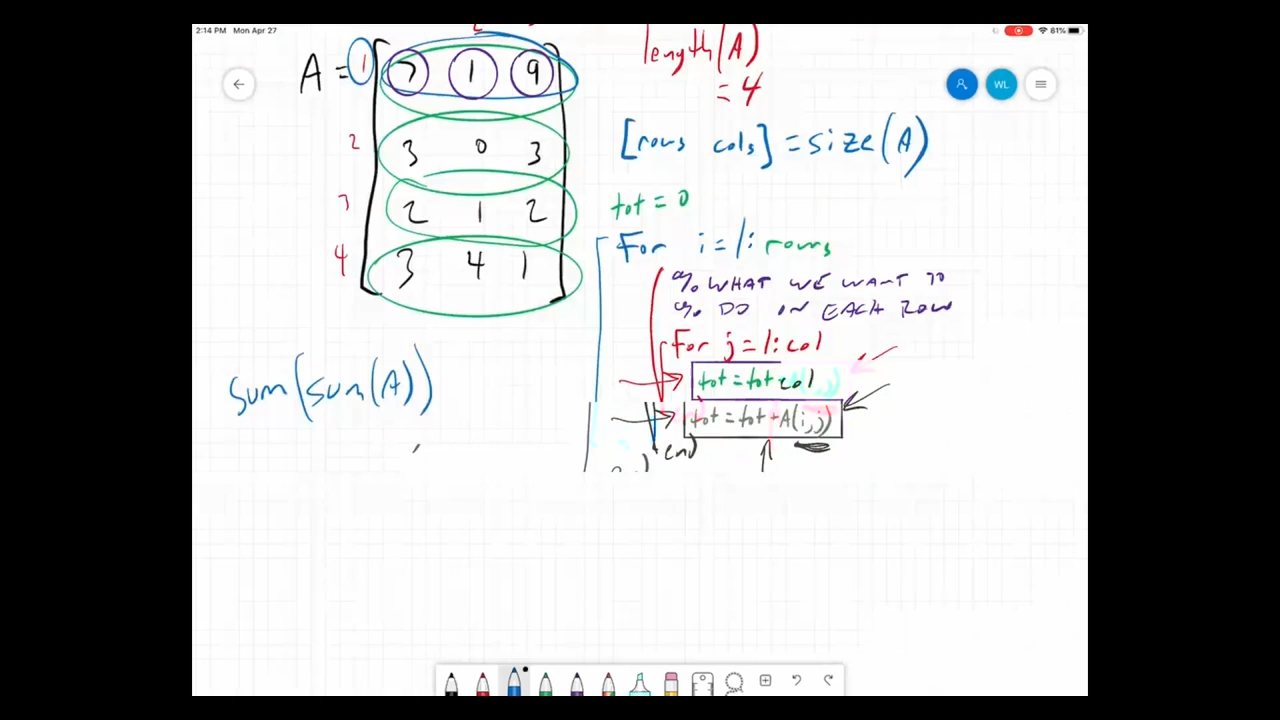 2:14 PM Mon Apr 27
81%
A = 1 7 1 9
2 3 0 3
3 2 1 2
4 3 4 1
sum(sum(A))
length(A)
= 4
[rows cols] = size(A)
tot = 0
For i = 1: rows
% WHAT WE WANT TO
% DO ON EACH ROW
For j = 1: col
tot = tot col
tot = tot + A(i,j)
end
WL